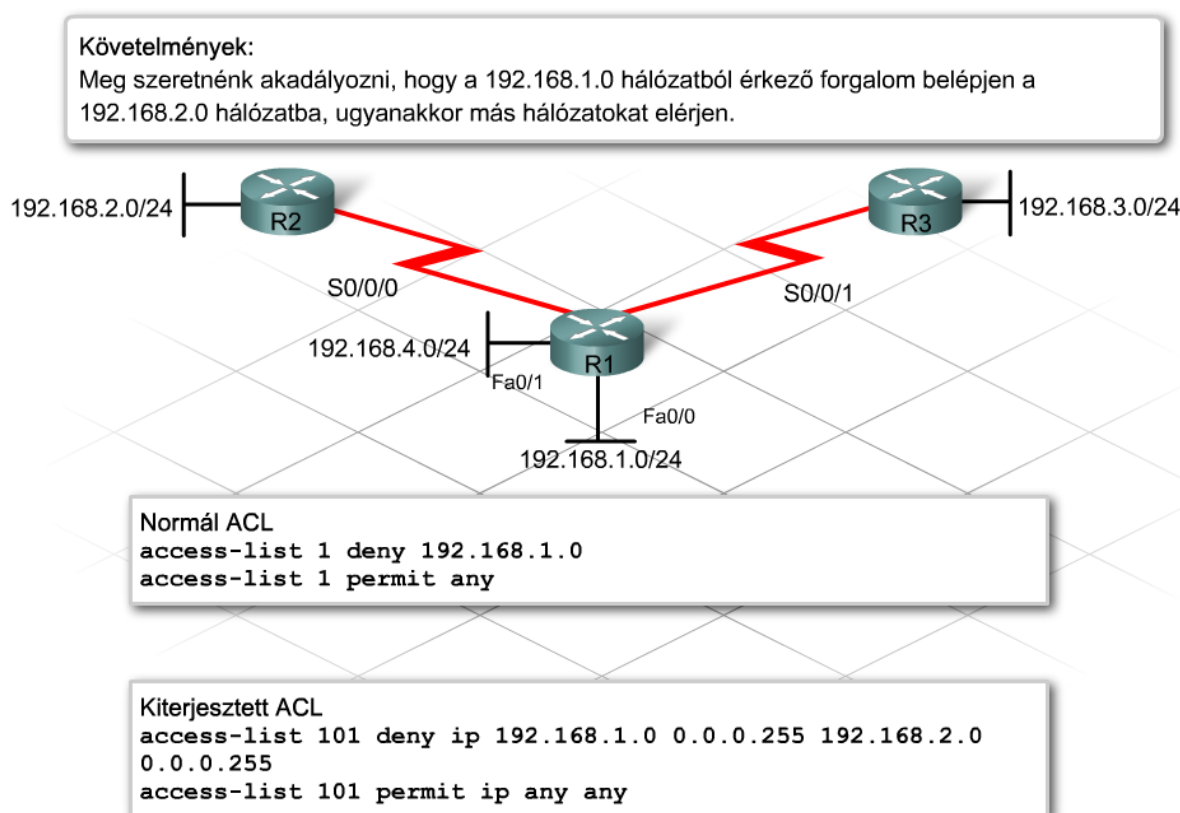 Követelmények:
Meg szeretnénk akadályozni, hogy a 192.168.1.0 hálózatból érkező forgalom belépjen a
192.168.2.0 hálózatba, ugyanakkor más hálózatokat elérjen.
192.168.2.0/24
R2
R3
192.168.3.0/24
S0/0/0
S0/0/1
192.168.4.0/24
R1
Fa0/1
Fa0/0
192.168.1.0/24
Normál ACL
access-list 1 deny 192.168.1.0
access-list 1 permit any
Kiterjesztett ACL
access-list 101 deny ip 192.168.1.0 0.0.0.255 192.168.2.0
0.0.0.255
access-list 101 permit ip any any